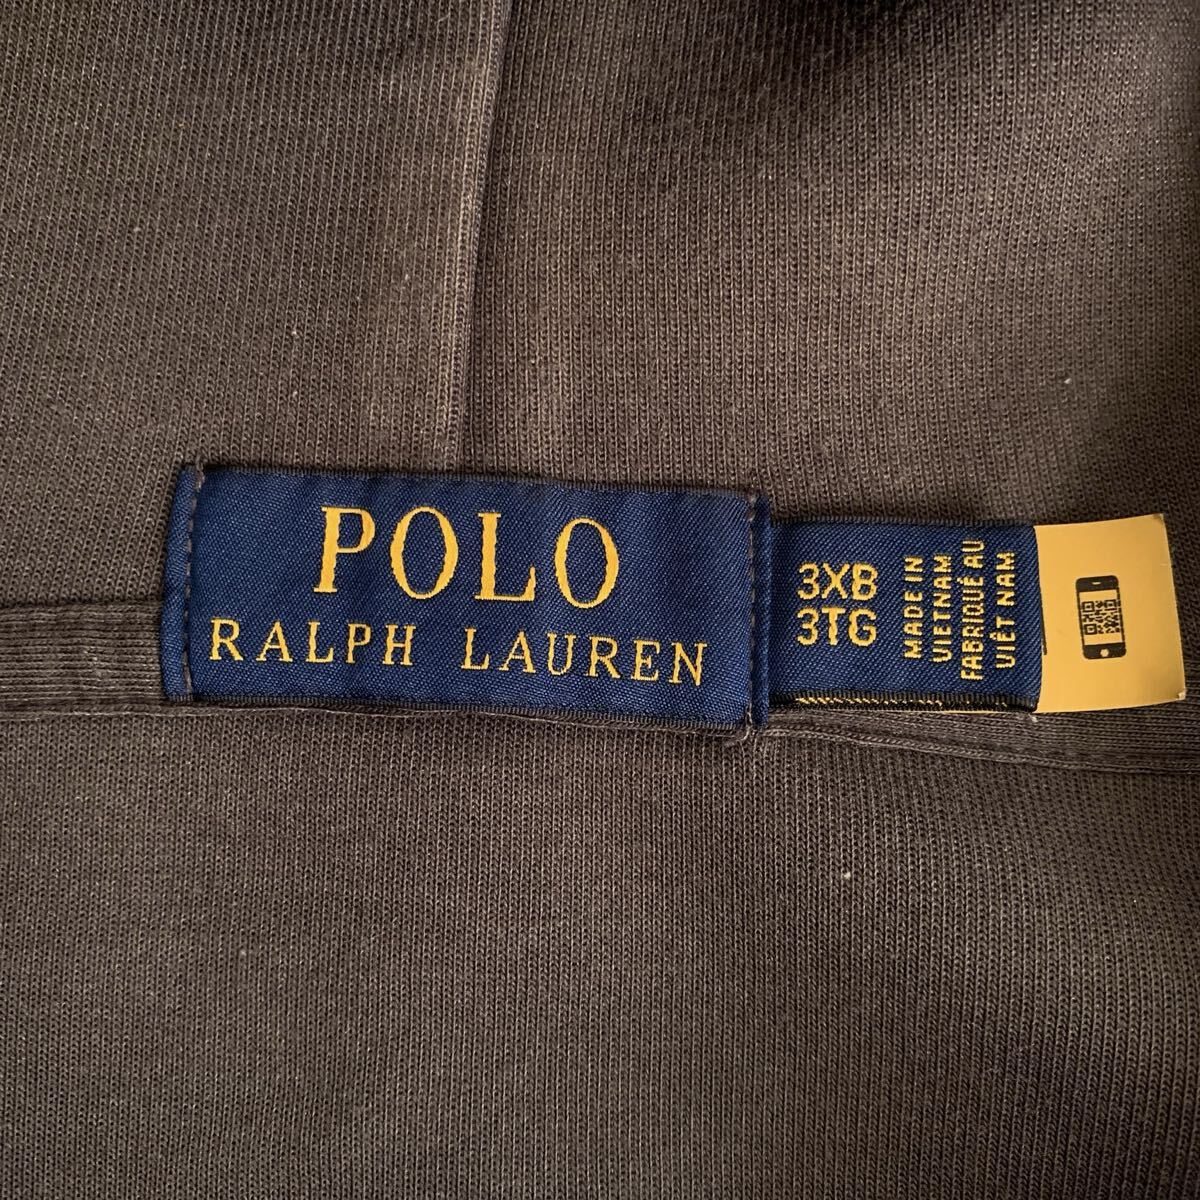 POLO
RALPH LAUREN
3XB
3TG
MADE IN
VIETNAM
FABRIQUÉ AU
VIÊT NAM